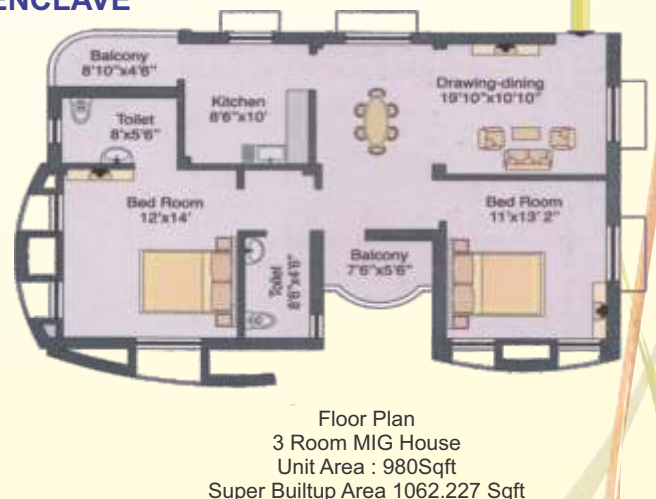 ENCLAVE
Balcony
8'10"x4'6"
Kitchen
8'6"x10'
Drawing-dining
19'10"x10'10"
Toilet
8'x5'6"
Bed Room
12'x14'
Bed Room
11'x13' 2"
Balcony
7'6"x5'6"
Toilet
8'6"x4'6"
Floor Plan
3 Room MIG House
Unit Area : 980Sqft
Super Builtup Area 1062.227 Sqft